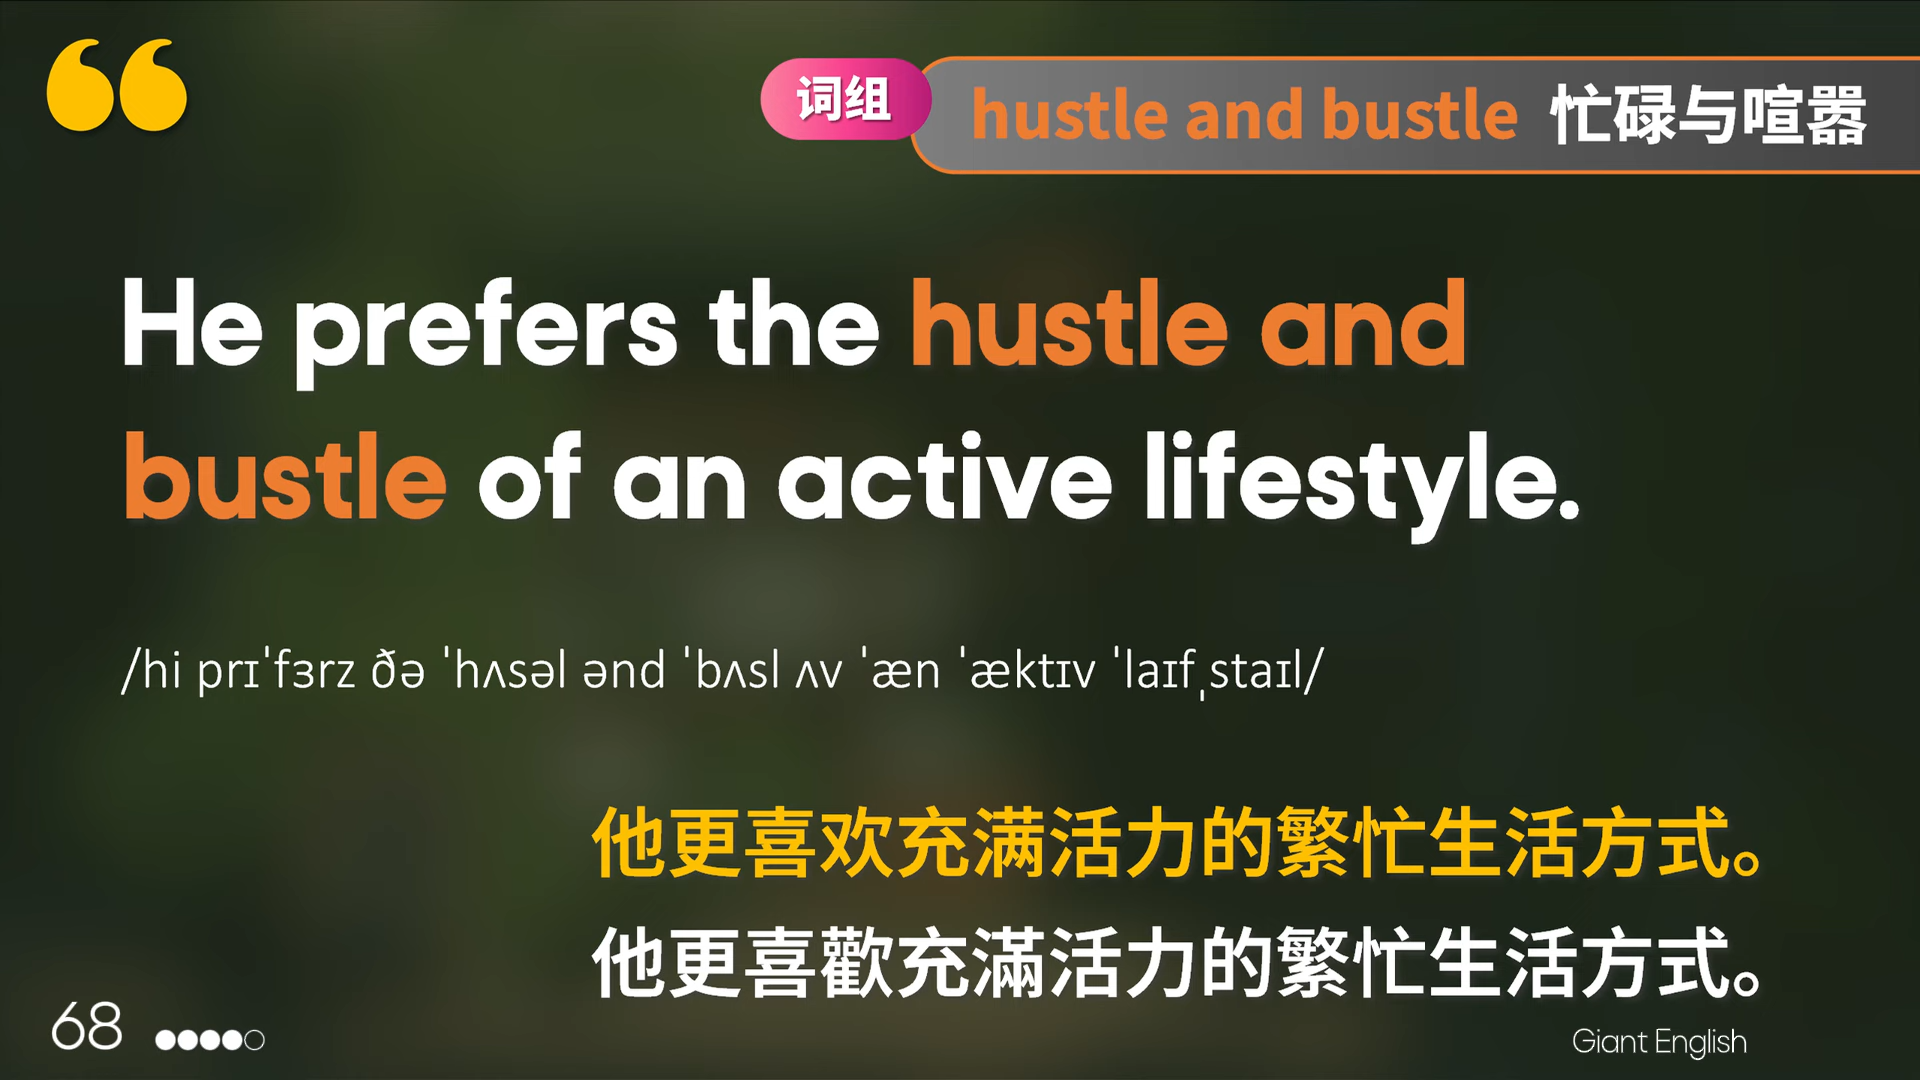 词组
hustle and bustle 忙碌与喧嚣
He prefers the hustle and
bustle of an active lifestyle.
/hi prɪˈfɜrz ðə ˈhʌsəl ənd ˈbʌsl ʌv ˈæn ˈæktɪv ˈlaɪfˌstaɪl/
他更喜欢充满活力的繁忙生活方式。
他更喜歡充滿活力的繁忙生活方式。
68
Giant English